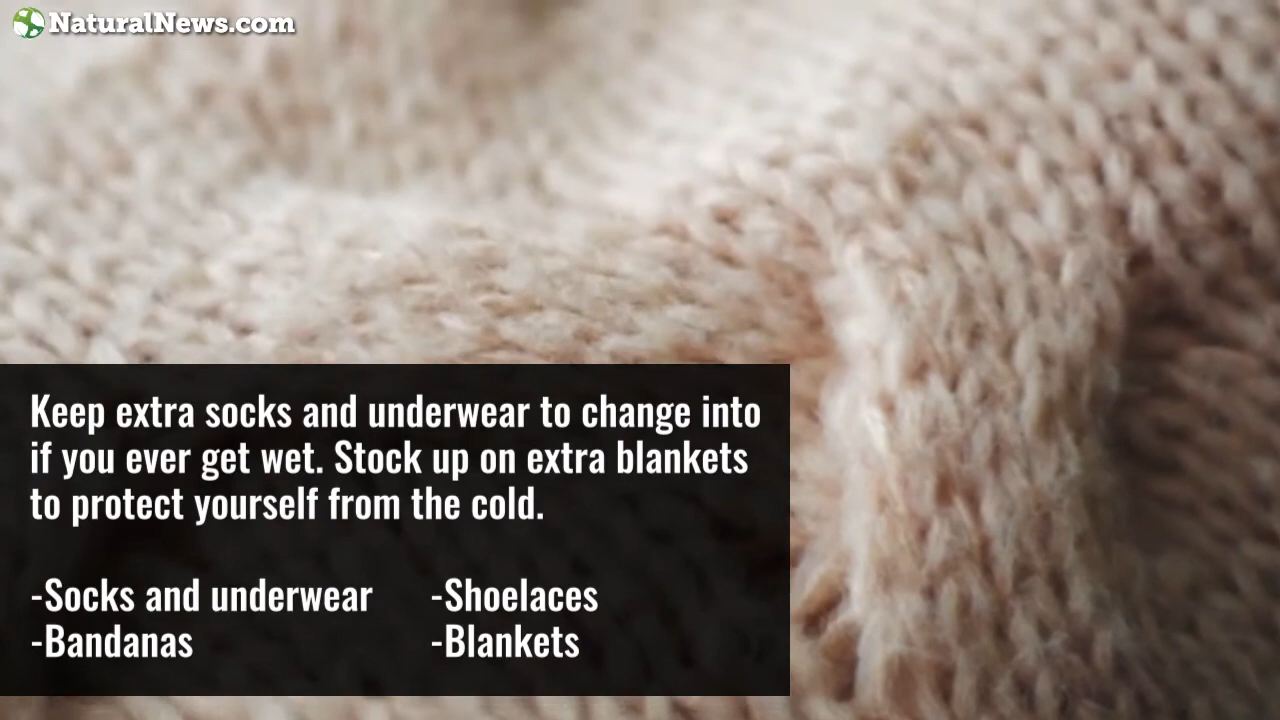 NaturalNews.com
Keep extra socks and underwear to change into
if you ever get wet. Stock up on extra blankets
to protect yourself from the cold.
-Socks and underwear
-Bandanas
-Shoelaces
-Blankets